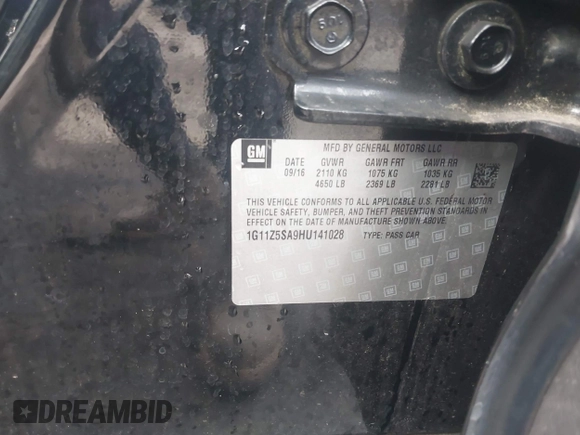 10.9
GM
MFD BY GENERAL MOTORS LLC
DATE GVWR GAWR FRT GAWR RR
09/16 2110 KG 1075 KG 1035 KG
4650 LB 2369 LB 2281 LB
THIS VEHICLE CONFORMS TO ALL APPLICABLE U.S. FEDERAL MOTOR
VEHICLE SAFETY, BUMPER, AND THEFT PREVENTION STANDARDS IN
EFFECT ON THE DATE OF MANUFACTURE SHOWN ABOVE.
1G11Z5SA9HU141028 TYPE: PASS CAR
DREAMBID